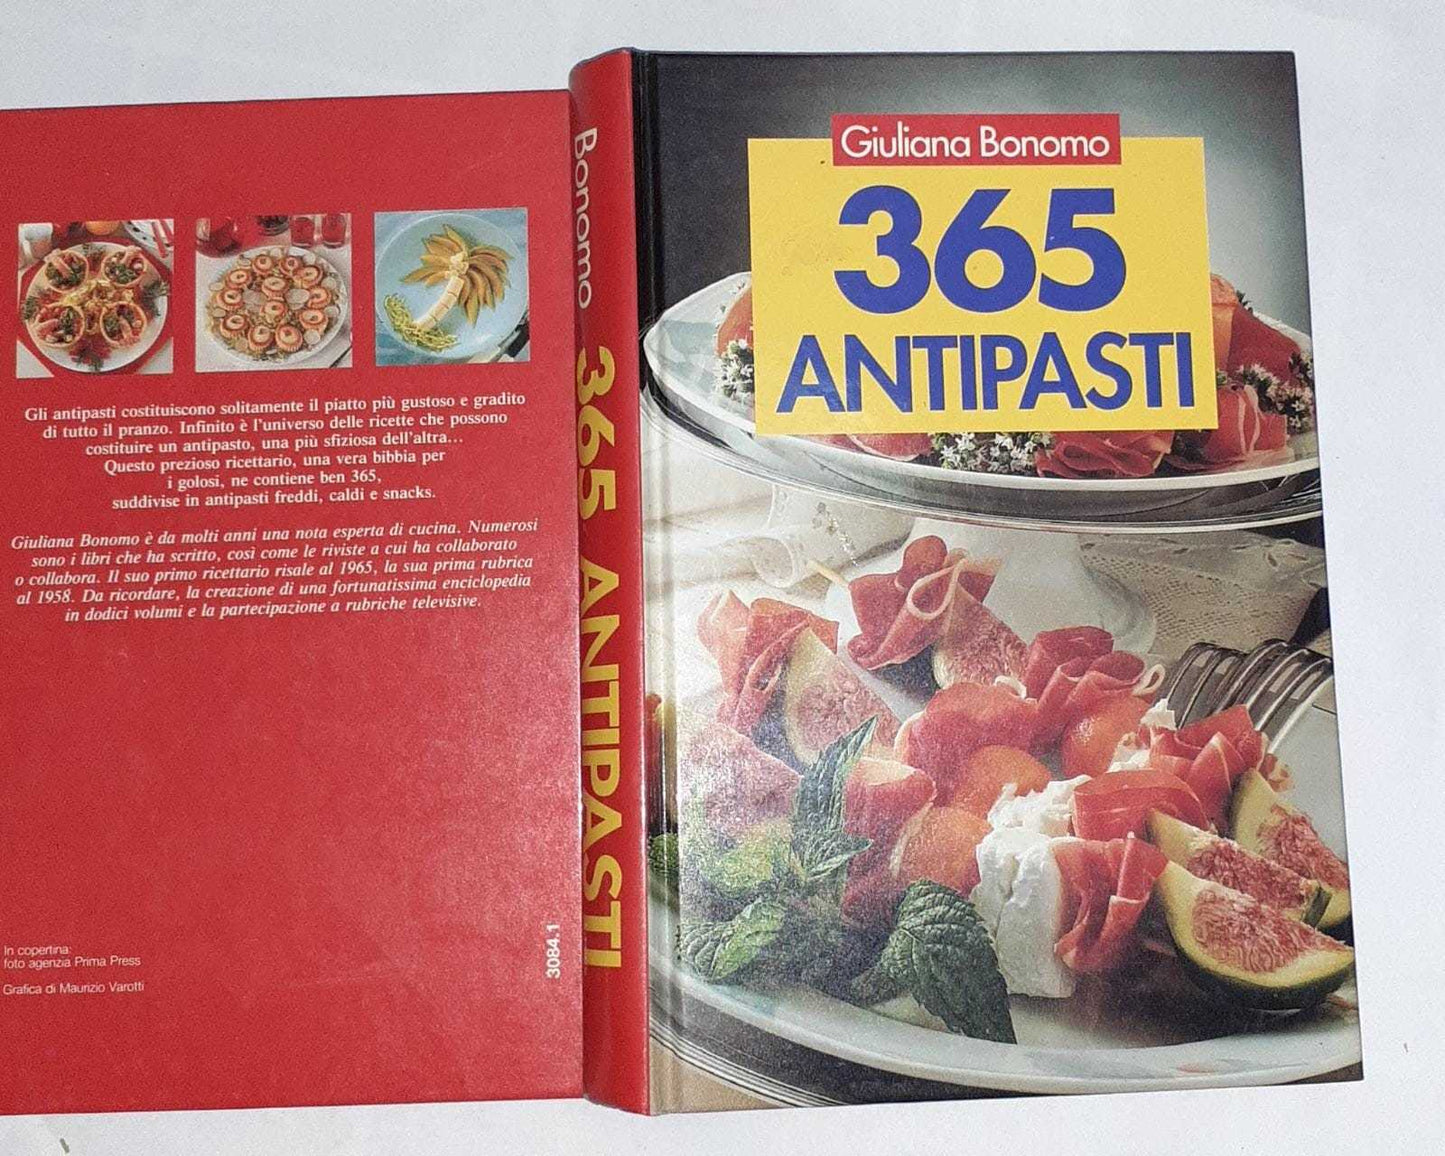 Gli antipasti costituiscono solitamente il piatto più gustoso e gradito
di tutto il pranzo. Infinito è l'universo delle ricette che possono
costituire un antipasto, una più sfiziosa dell'altra...
Questo prezioso ricettario, una vera bibbia per
i golosi, ne contiene ben 365,
suddivise in antipasti freddi, caldi e snacks.
Giuliana Bonomo è da molti anni una nota esperta di cucina. Numerosi
sono i libri che ha scritto, così come le riviste a cui ha collaborato
o collabora. Il suo primo ricettario risale al 1965, la sua prima rubrica
al 1958. Da ricordare, la creazione di una fortunatissima enciclopedia
in dodici volumi e la partecipazione a rubriche televisive.
In copertina:
foto agenzia Prima Press
Grafica di Maurizio Varotti
3084.1
Bonomo 365 ANTIPASTI
Giuliana Bonomo
365
ANTIPASTI